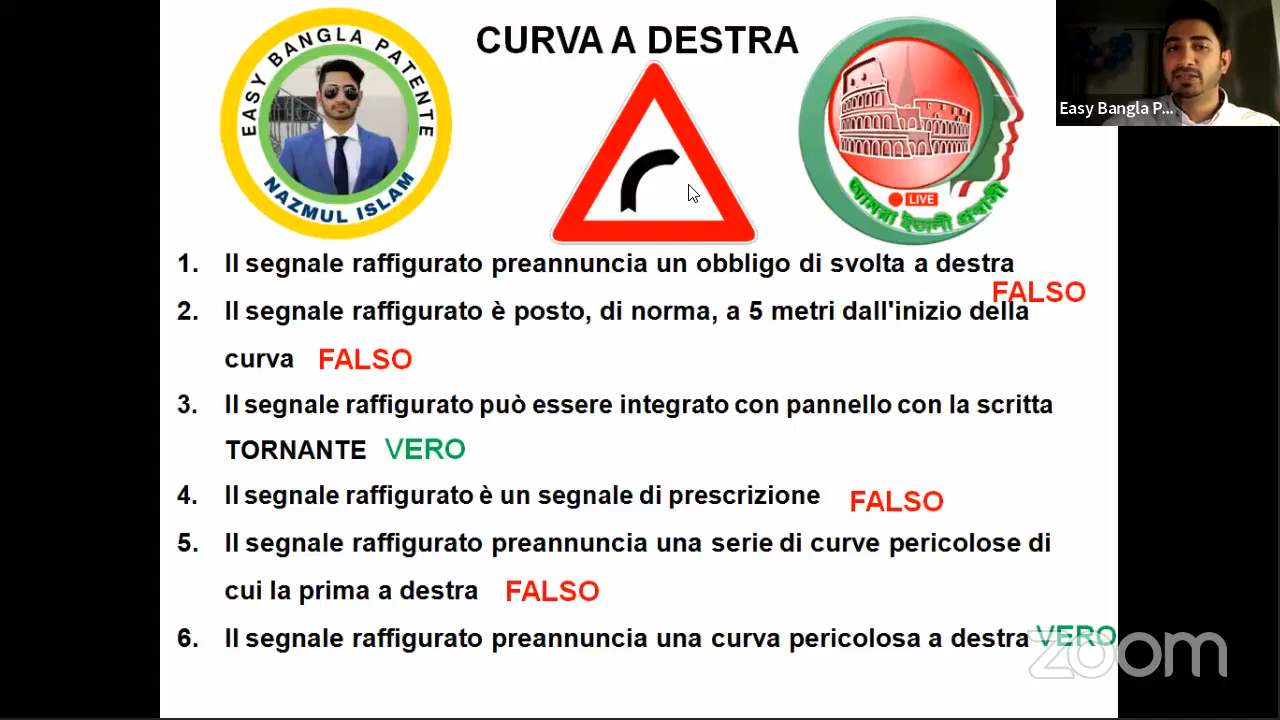 EASY BANGLA PATENTE
NAZMUL ISLAM
CURVA A DESTRA
LIVE
আমরা ইতালী প্রবাসী
Easy Bangla P...
1. Il segnale raffigurato preannuncia un obbligo di svolta a destra
FALSO
2. Il segnale raffigurato è posto, di norma, a 5 metri dall'inizio della
curva FALSO
3. Il segnale raffigurato può essere integrato con pannello con la scritta
TORNANTE VERO
4. Il segnale raffigurato è un segnale di prescrizione FALSO
5. Il segnale raffigurato preannuncia una serie di curve pericolose di
cui la prima a destra FALSO
6. Il segnale raffigurato preannuncia una curva pericolosa a destra VERO
zoom